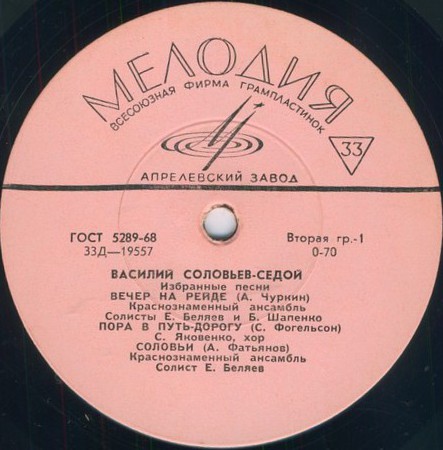 МЕЛОДИЯ
ВСЕСОЮЗНАЯ ФИРМА ГРАМПЛАСТИНОК
33
АПРЕЛЕВСКИЙ ЗАВОД
ГОСТ 5289-68 Вторая гр.-1
33Д—19557 0-70
ВАСИЛИЙ СОЛОВЬЕВ-СЕДОЙ
Избранные песни
ВЕЧЕР НА РЕЙДЕ (А. Чуркин)
Краснознаменный ансамбль
Солисты Е. Беляев и Б. Шапенко
ПОРА В ПУТЬ-ДОРОГУ (С. Фогельсон)
С. Яковенко, хор
СОЛОВЬИ (А. Фатьянов)
Краснознаменный ансамбль
Солист Е. Беляев